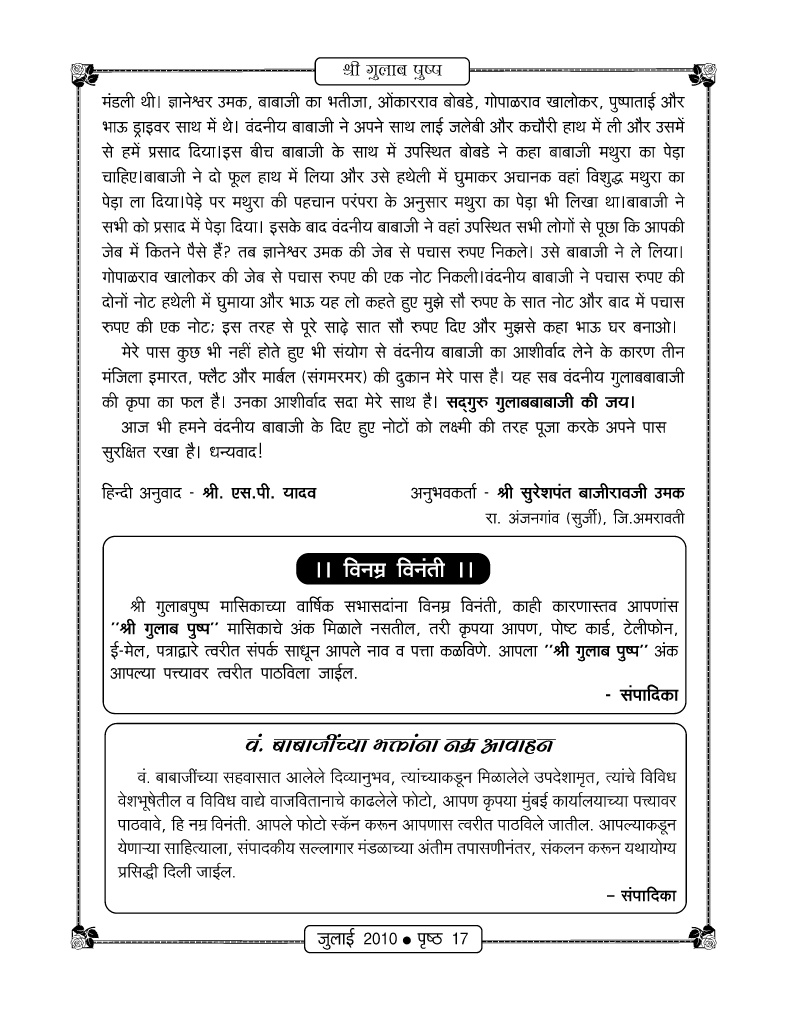 श्री गुलाब पुष्प
मंडली थी। ज्ञानेश्वर उमक, बाबाजी का भतीजा, ओंकारराव बोबडे, गोपाळराव खालोकर, पुष्पाताई और
भाऊ ड्राइवर साथ में थे। वंदनीय बाबाजी ने अपने साथ लाई जलेबी और कचौरी हाथ में ली और उसमें
से हमें प्रसाद दिया।इस बीच बाबाजी के साथ में उपस्थित बोबडे ने कहा बाबाजी मथुरा का पेड़ा
चाहिए।बाबाजी ने दो फूल हाथ में लिया और उसे हथेली में घुमाकर अचानक वहां विशुद्ध मथुरा का
पेड़ा ला दिया।पेड़े पर मथुरा की पहचान परंपरा के अनुसार मथुरा का पेड़ा भी लिखा था।बाबाजी ने
सभी को प्रसाद में पेड़ा दिया। इसके बाद वंदनीय बाबाजी ने वहां उपस्थित सभी लोगों से पूछा कि आपकी
जेब में कितने पैसे हैं? तब ज्ञानेश्वर उमक की जेब से पचास रुपए निकले। उसे बाबाजी ने ले लिया।
गोपाळराव खालोकर की जेब से पचास रुपए की एक नोट निकली।वंदनीय बाबाजी ने पचास रुपए की
दोनों नोट हथेली में घुमाया और भाऊ यह लो कहते हुए मुझे सौ रुपए के सात नोट और बाद में पचास
रुपए की एक नोट; इस तरह से पूरे साढ़े सात सौ रुपए दिए और मुझसे कहा भाऊ घर बनाओ।
मेरे पास कुछ भी नहीं होते हुए भी संयोग से वंदनीय बाबाजी का आशीर्वाद लेने के कारण तीन
मंजिला इमारत, फ्लैट और मार्बल (संगमरमर) की दुकान मेरे पास है। यह सब वंदनीय गुलाबबाबाजी
की कृपा का फल है। उनका आशीर्वाद सदा मेरे साथ है। सद्गुरु गुलाबबाबाजी की जय।
आज भी हमने वंदनीय बाबाजी के दिए हुए नोटों को लक्ष्मी की तरह पूजा करके अपने पास
सुरक्षित रखा है। धन्यवाद!
हिन्दी अनुवाद - श्री. एस.पी. यादव अनुभवकर्ता - श्री सुरेशपंत बाजीरावजी उमक
रा. अंजनगांव (सुर्जी), जि.अमरावती
।। विनम्र विनंती ।।
श्री गुलाबपुष्प मासिकाच्या वार्षिक सभासदांना विनम्र विनंती, काही कारणास्तव आपणांस
''श्री गुलाब पुष्प'' मासिकाचे अंक मिळाले नसतील, तरी कृपया आपण, पोष्ट कार्ड, टेलीफोन,
ई-मेल, पत्राद्वारे त्वरीत संपर्क साधून आपले नाव व पत्ता कळविणे. आपला ''श्री गुलाब पुष्प'' अंक
आपल्या पत्त्यावर त्वरीत पाठविला जाईल.
- संपादिका
वं. बाबाजींच्या भक्तांना नम्र आवाहन
वं. बाबाजींच्या सहवासात आलेले दिव्यानुभव, त्यांच्याकडून मिळालेले उपदेशामृत, त्यांचे विविध
वेशभूषेतील व विविध वाद्ये वाजवितानाचे काढलेले फोटो, आपण कृपया मुंबई कार्यालयाच्या पत्त्यावर
पाठवावे, हि नम्र विनंती. आपले फोटो स्कॅन करून आपणास त्वरीत पाठविले जातील. आपल्याकडून
येणाऱ्या साहित्याला, संपादकीय सल्लागार मंडळाच्या अंतीम तपासणीनंतर, संकलन करून यथायोग्य
प्रसिद्धी दिली जाईल.
– संपादिका
जुलाई 2010 ● पृष्ठ 17